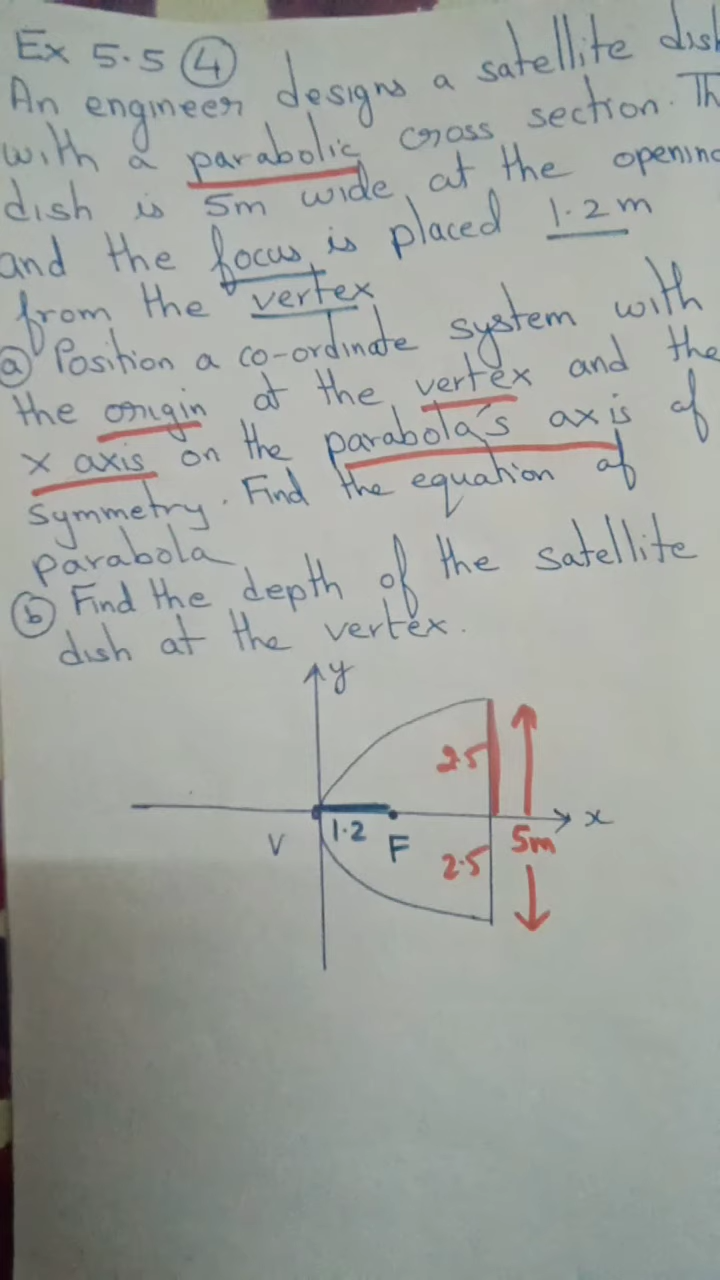 Ex 5.5 4
An engineer designs a satellite dish
with a parabolic cross section. Th
dish is 5m wide at the opening
and the focus is placed 1.2m
from the vertex
a Position a co-ordinate system with
the origin at the vertex and the
x axis on the parabola's axis of
symmetry. Find the equation of
parabola
b Find the depth of the satellite
dish at the vertex.
y
2.5
x
V 1.2 F
2.5 5m